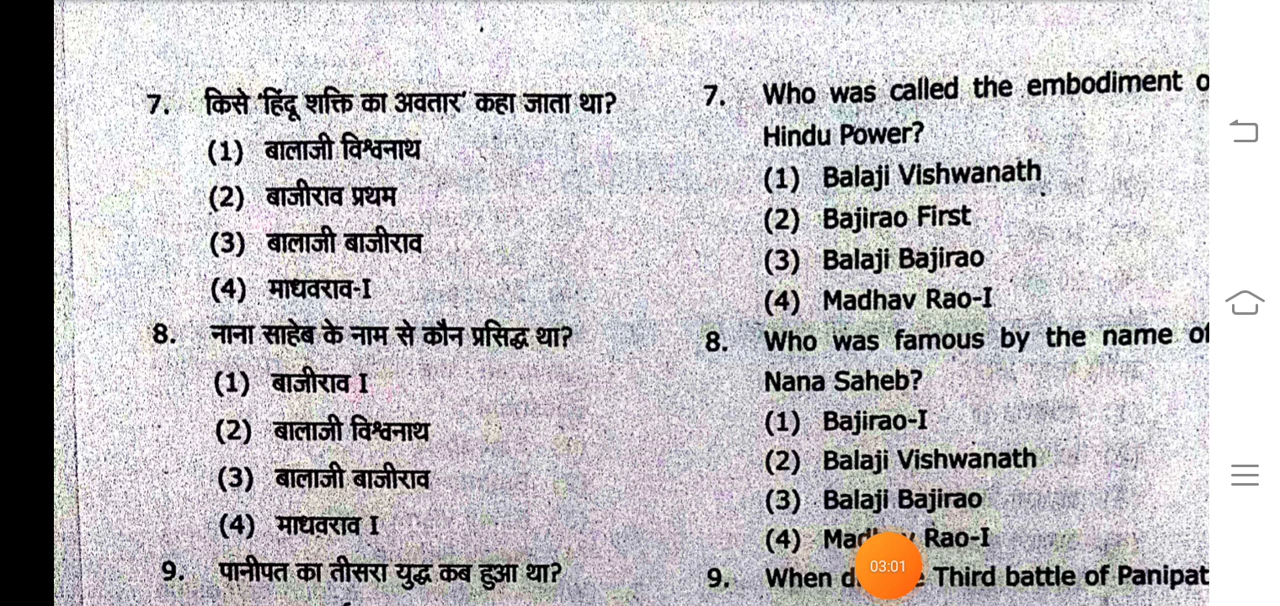 7. किसे 'हिंदू शक्ति का अवतार' कहा जाता था?
(1) बालाजी विश्वनाथ
(2) बाजीराव प्रथम
(3) बालाजी बाजीराव
(4) माधवराव-I
8. नाना साहेब के नाम से कौन प्रसिद्ध था?
(1) बाजीराव I
(2) बालाजी विश्वनाथ
(3) बालाजी बाजीराव
(4) माधवराव I
9. पानीपत का तीसरा युद्ध कब हुआ था?
7. Who was called the embodiment
Hindu Power?
(1) Balaji Vishwanath
(2) Bajirao First
(3) Balaji Bajirao
(4) Madhav Rao-I
8. Who was famous by the name of
Nana Saheb?
(1) Bajirao-I
(2) Balaji Vishwanath
(3) Balaji Bajirao
(4) Rao-I
9. When Third battle of Panipat
03:01